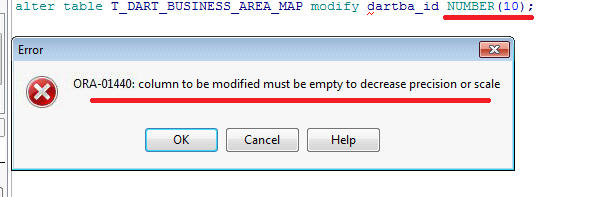 alter table T_DART_BUSINESS_AREA_MAP modify dartba_id NUMBER(10);
Error
ORA-01440: column to be modified must be empty to decrease precision or scale
OK Cancel Help